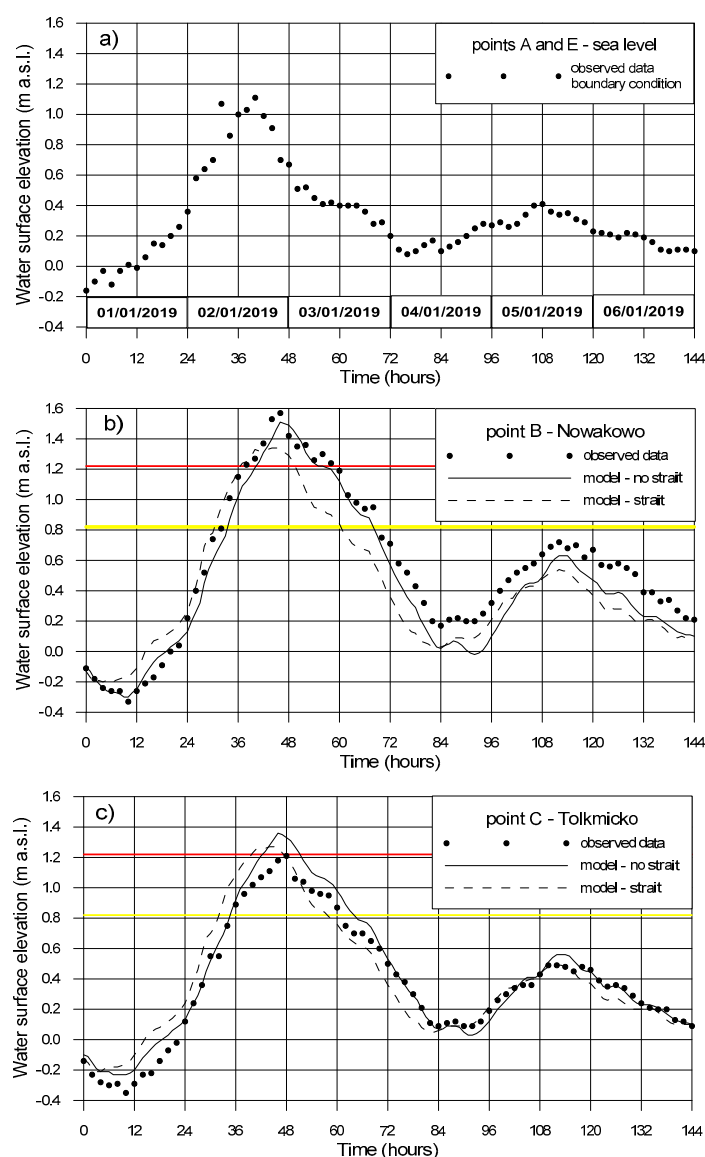 a)
points A and E - sea level
observed data
boundary condition
Water surface elevation (m a.s.l.)
1.6
1.4
1.2
1.0
0.8
0.6
0.4
0.2
0.0
-0.2
-0.4
01/01/2019 02/01/2019 03/01/2019 04/01/2019 05/01/2019 06/01/2019
0 12 24 36 48 60 72 84 96 108 120 132 144
Time (hours)
b)
point B - Nowakowo
observed data
model - no strait
model - strait
Water surface elevation (m a.s.l.)
1.6
1.4
1.2
1.0
0.8
0.6
0.4
0.2
0.0
-0.2
-0.4
0 12 24 36 48 60 72 84 96 108 120 132 144
Time (hours)
c)
point C - Tolkmicko
observed data
model - no strait
model - strait
Water surface elevation (m a.s.l.)
1.6
1.4
1.2
1.0
0.8
0.6
0.4
0.2
0.0
-0.2
-0.4
0 12 24 36 48 60 72 84 96 108 120 132 144
Time (hours)